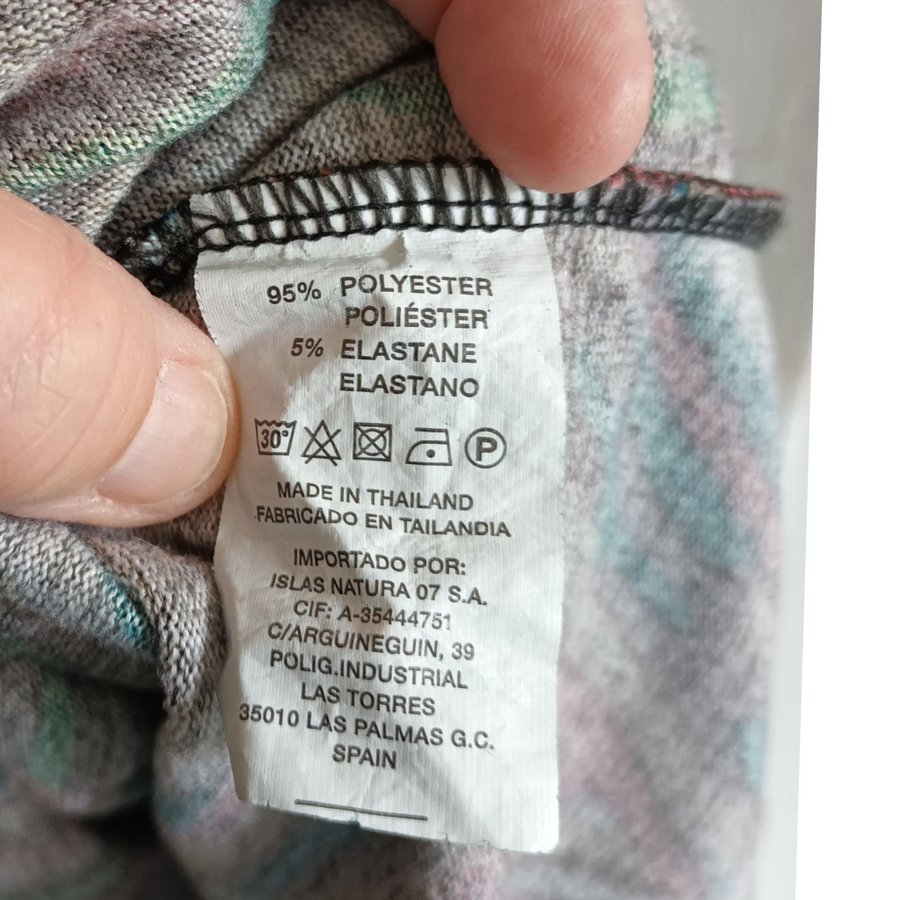 95% POLYESTER
POLIÉSTER
5% ELASTANE
ELASTANO
30° P
MADE IN THAILAND
FABRICADO EN TAILANDIA
IMPORTADO POR:
ISLAS NATURA 07 S.A.
CIF: A-35444751
C/ARGUINEGUIN, 39
POLIG.INDUSTRIAL
LAS TORRES
35010 LAS PALMAS G.C.
SPAIN